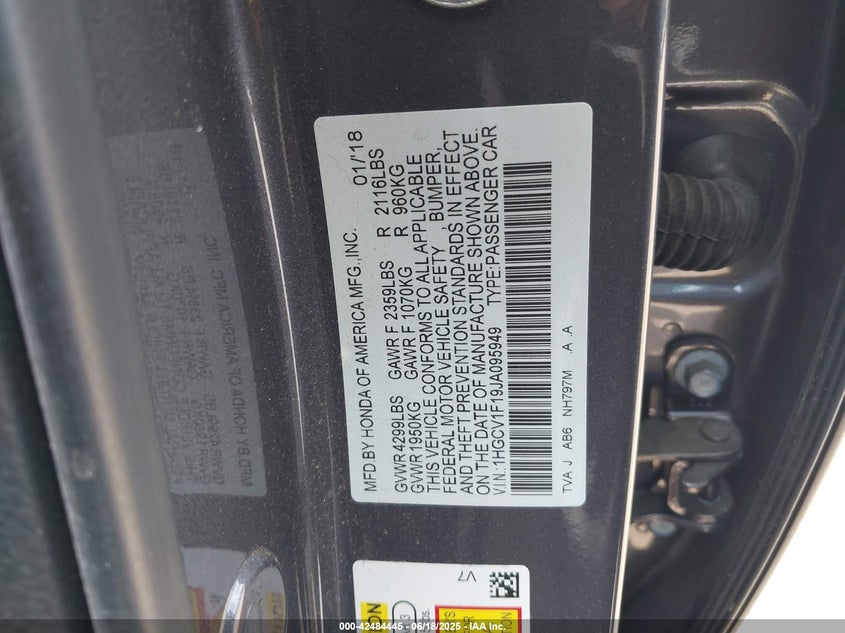 MFD.BY HONDA OF AMERICA MFG.,INC. 01/'18
GVWR 4299LBS GAWR F 2359LBS R 2116LBS
GVWR 1950KG GAWR F 1070KG R 960KG
THIS VEHICLE CONFORMS TO ALL APPLICABLE
FEDERAL MOTOR VEHICLE SAFETY , BUMPER,
AND THEFT PREVENTION STANDARDS IN EFFECT
ON THE DATE OF MANUFACTURE SHOWN ABOVE.
V.I.N.:1HGCV1F19JA095949 TYPE:PASSENGER CAR
TVA J AB6 NH797M .A .A
V7
000-42484445 - 06/18/2025 - IAA Inc.